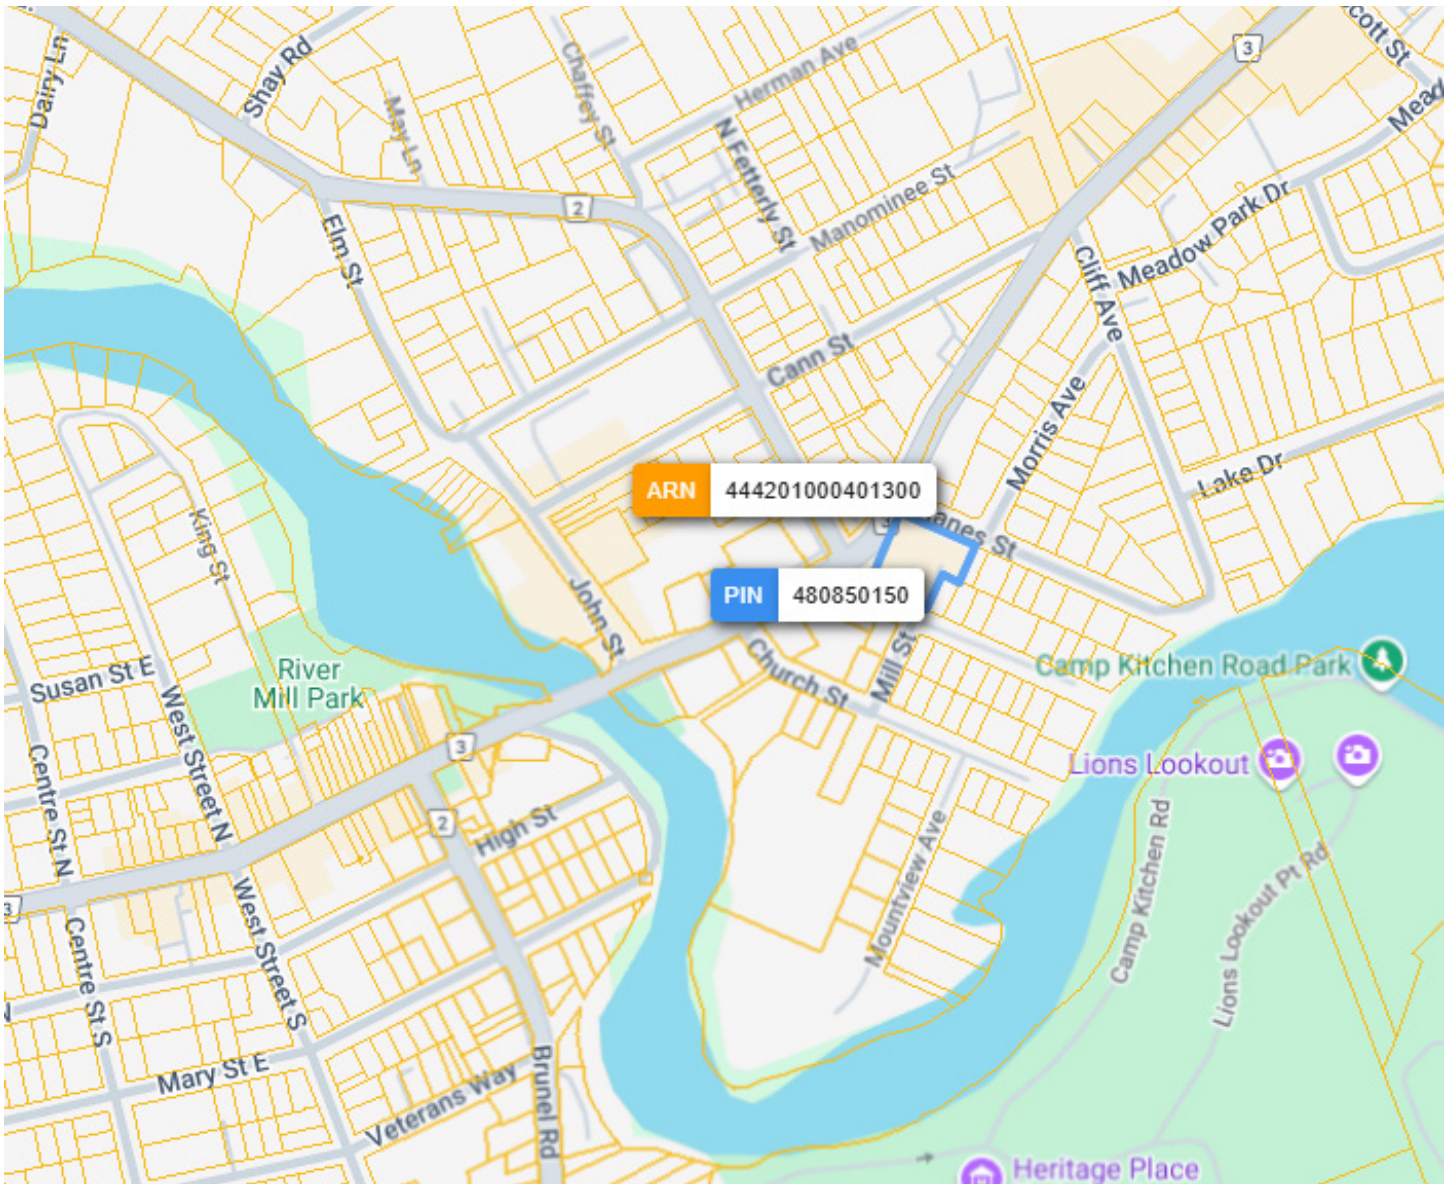 Dairy Ln
Shay Rd
May Ln
Chaffey St
Herman Ave
N Fetterly St
Manominee St
3
Meadow Park Dr
Elm St
2
Cliff Ave
Cann St
Morris Ave
Lake Dr
ARN 444201000401300
King St
PIN 480850150
John St
Church St
Mill St
Camp Kitchen Road Park
Susan St E
River
Mill Park
West Street N
3
Lions Lookout
Centre St N
2
High St
Mountview Ave
Camp Kitchen Rd
Lions Lookout Pt Rd
3
West Street S
Centre St S
Mary St E
Veterans Way
Brunel Rd
Heritage Place